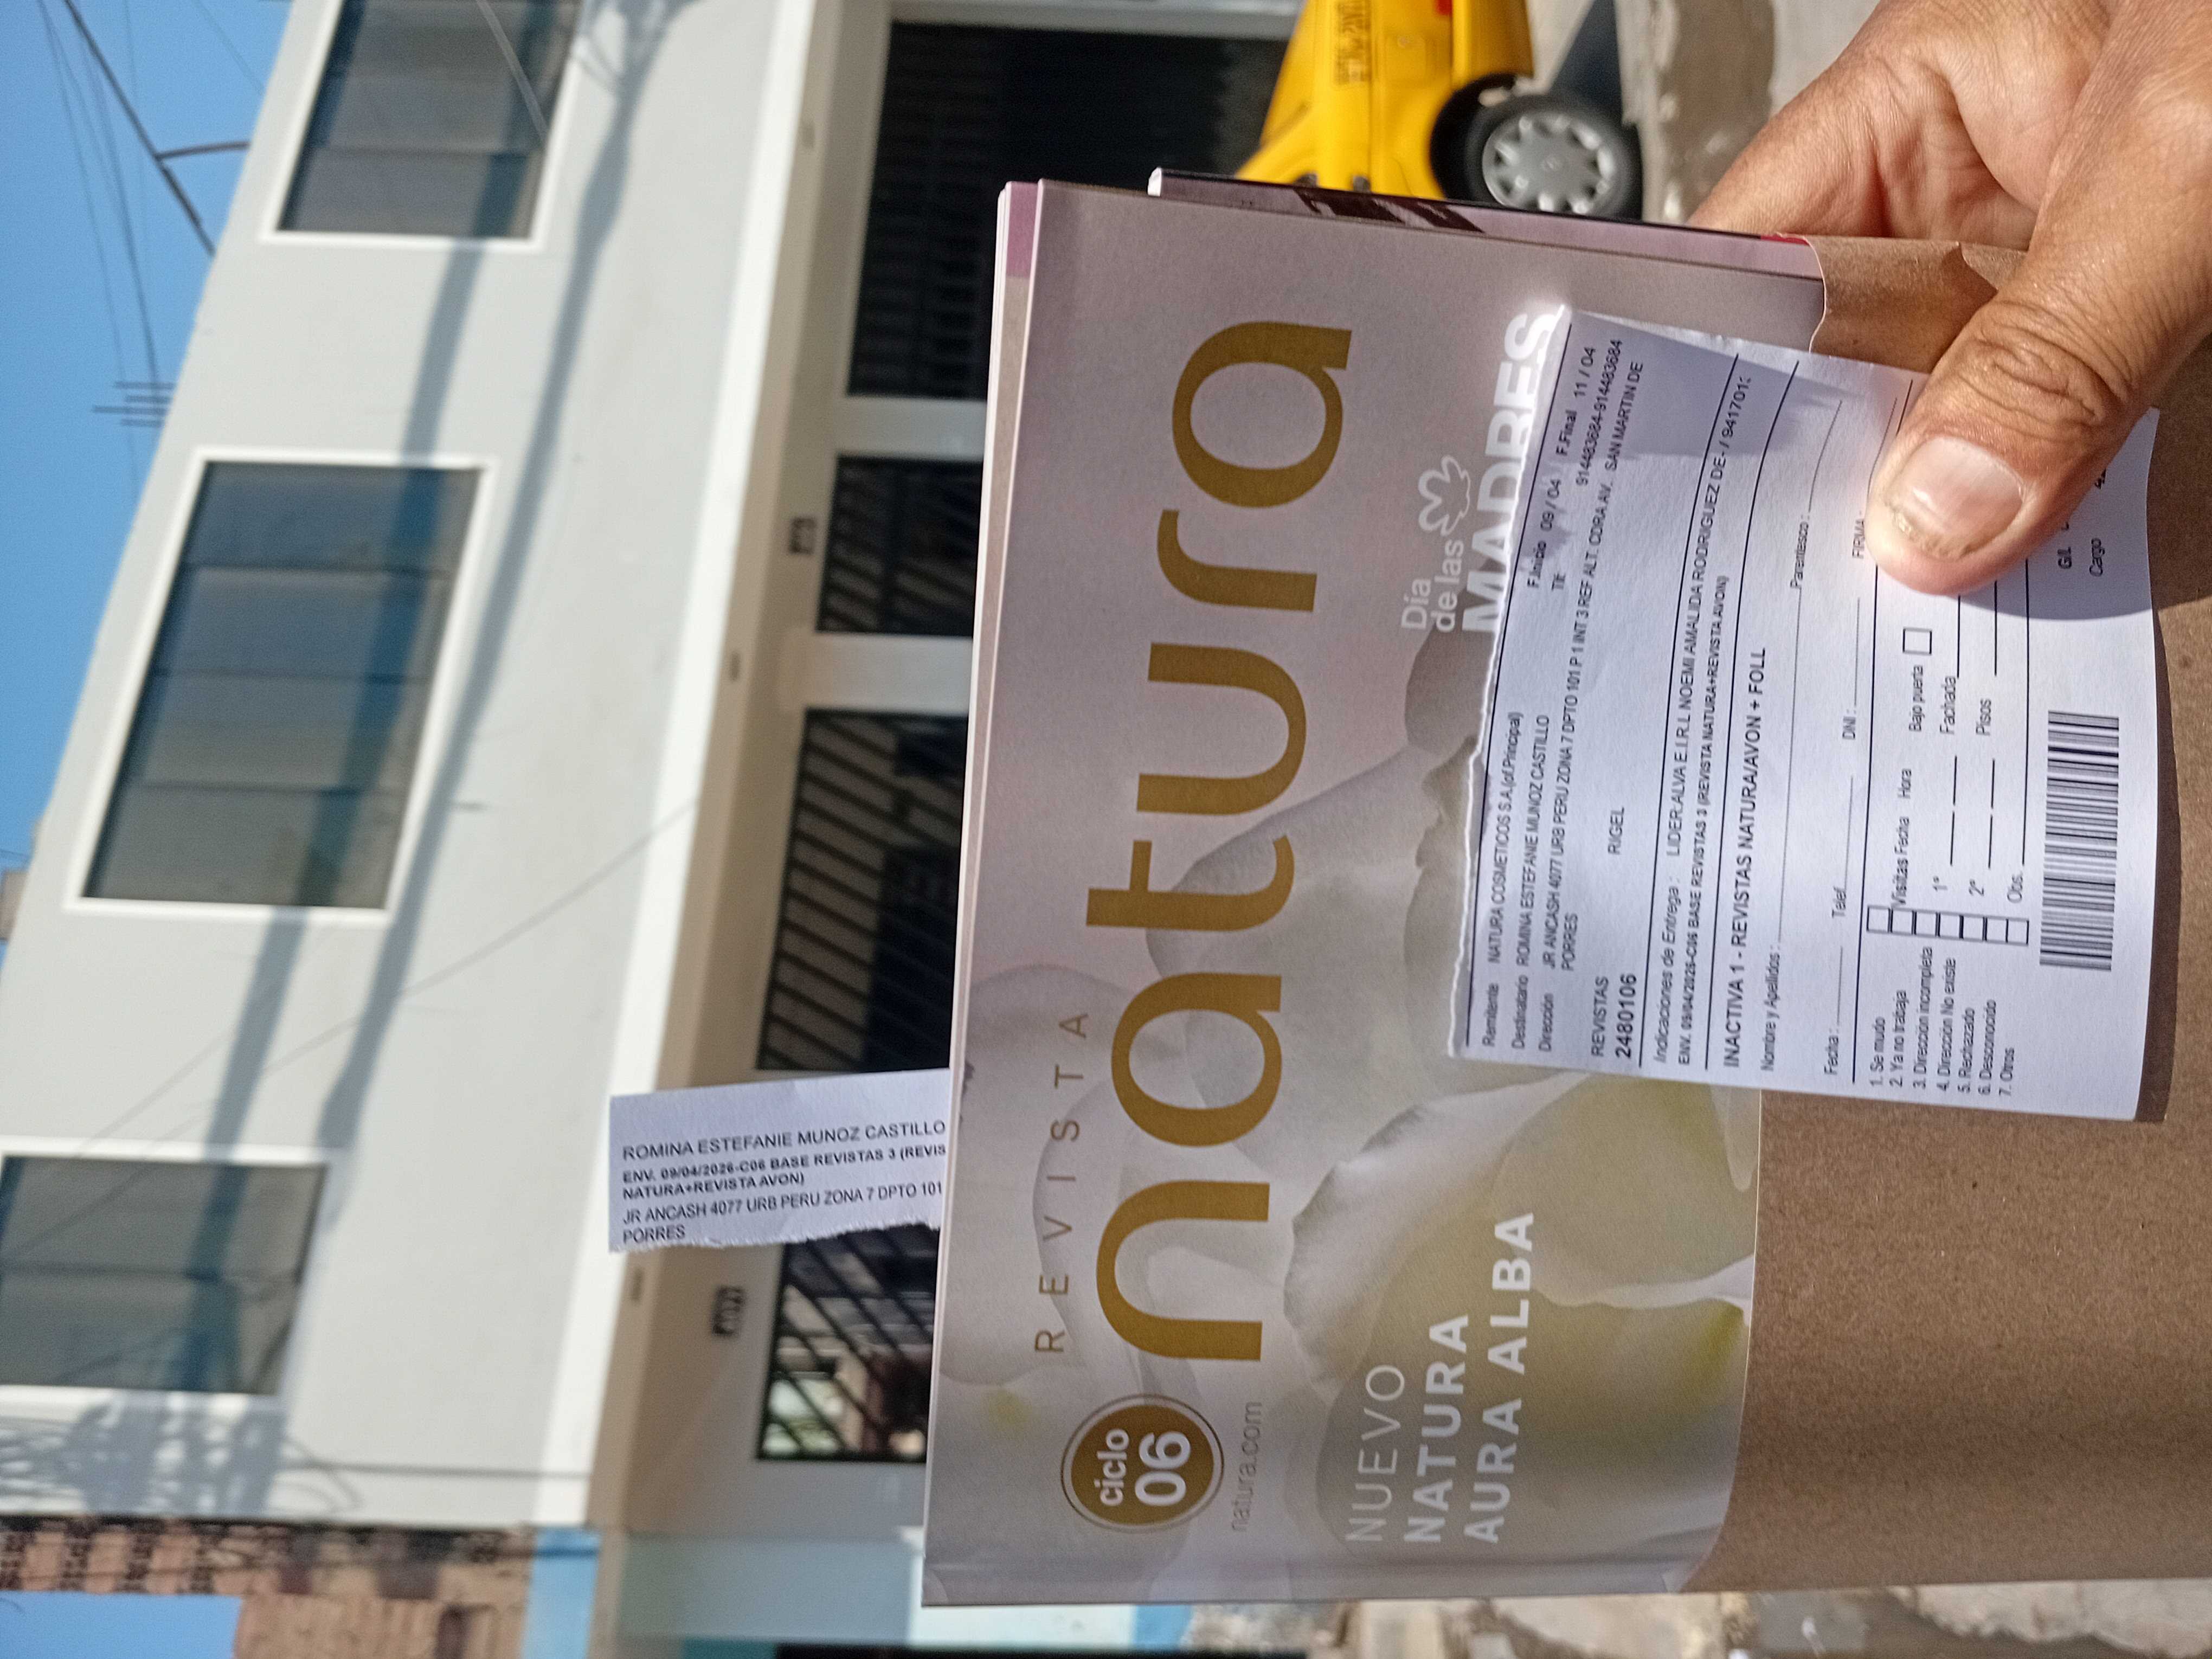 ROMINA ESTEFANIE MUNOZ CASTILLO
ENV. 09/04/2026-C06 BASE REVISTAS 3 (REVIS
NATURA+REVISTA AVON)
JR ANCASH 4077 URB PERU ZONA 7 DPTO 101
PORRES
REVISTA
natura
ciclo
06
natura.com
NUEVO
NATURA
AURA ALBA
Día
de las
MADRES
F.Inicio 09 / 04 F.Final 11 / 04
Remitente NATURA COSMETICOS S.A.(of.Principal) TIE 914483684-914483684
Destinatario ROMINA ESTEFANIE MUNOZ CASTILLO
Dirección JR ANCASH 4077 URB PERU ZONA 7 DPTO 101 P 1 INT 3 REF ALT. CDRA.AV. SAN MARTIN DE
PORRES
REVISTAS RIGEL
24801106
Indicaciones de Entrega : LIDER:ALVA E.I.R.L NOEMI AMALIDA RODRIGUEZ DE- / 941701
ENV. 09/04/2026-C06 BASE REVISTAS 3 (REVISTA NATURA+REVISTA AVON)
INACTIVA 1 - REVISTAS NATURA/AVON + FOLL
Nombre y Apellidos : Parentesco :
Fecha : Telef. DNI : FIRMA
1. Se mudo
2. Ya no trabaja
3. Dirección incompleta
4. Dirección No existe
5. Rechazado
6. Desconocido
7. Otros
Visitas Fecha Hora Bajo puerta
1° Fachada
2° Pisos
Obs.
G/L
Cargo